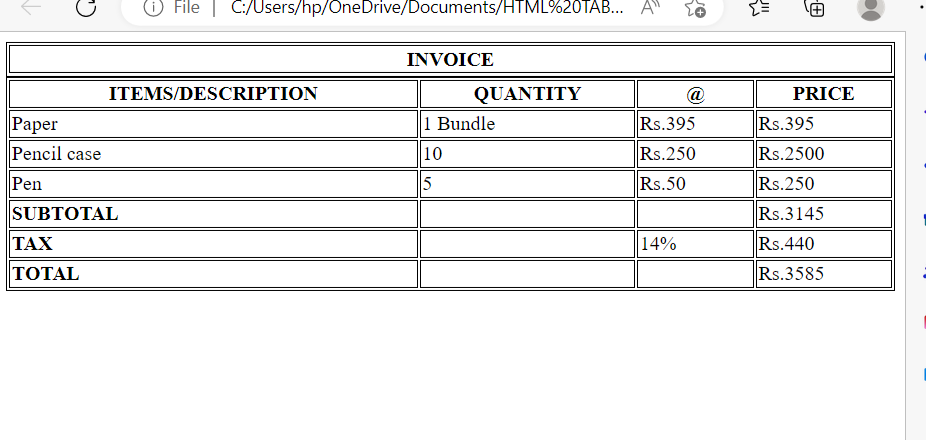 File | C:/Users/hp/OneDrive/Documents/HTML%20TAB... A
INVOICE
ITEMS/DESCRIPTION QUANTITY @ PRICE
Paper 1 Bundle Rs.395 Rs.395
Pencil case 10 Rs.250 Rs.2500
Pen 5 Rs.50 Rs.250
SUBTOTAL Rs.3145
TAX 14% Rs.440
TOTAL Rs.3585